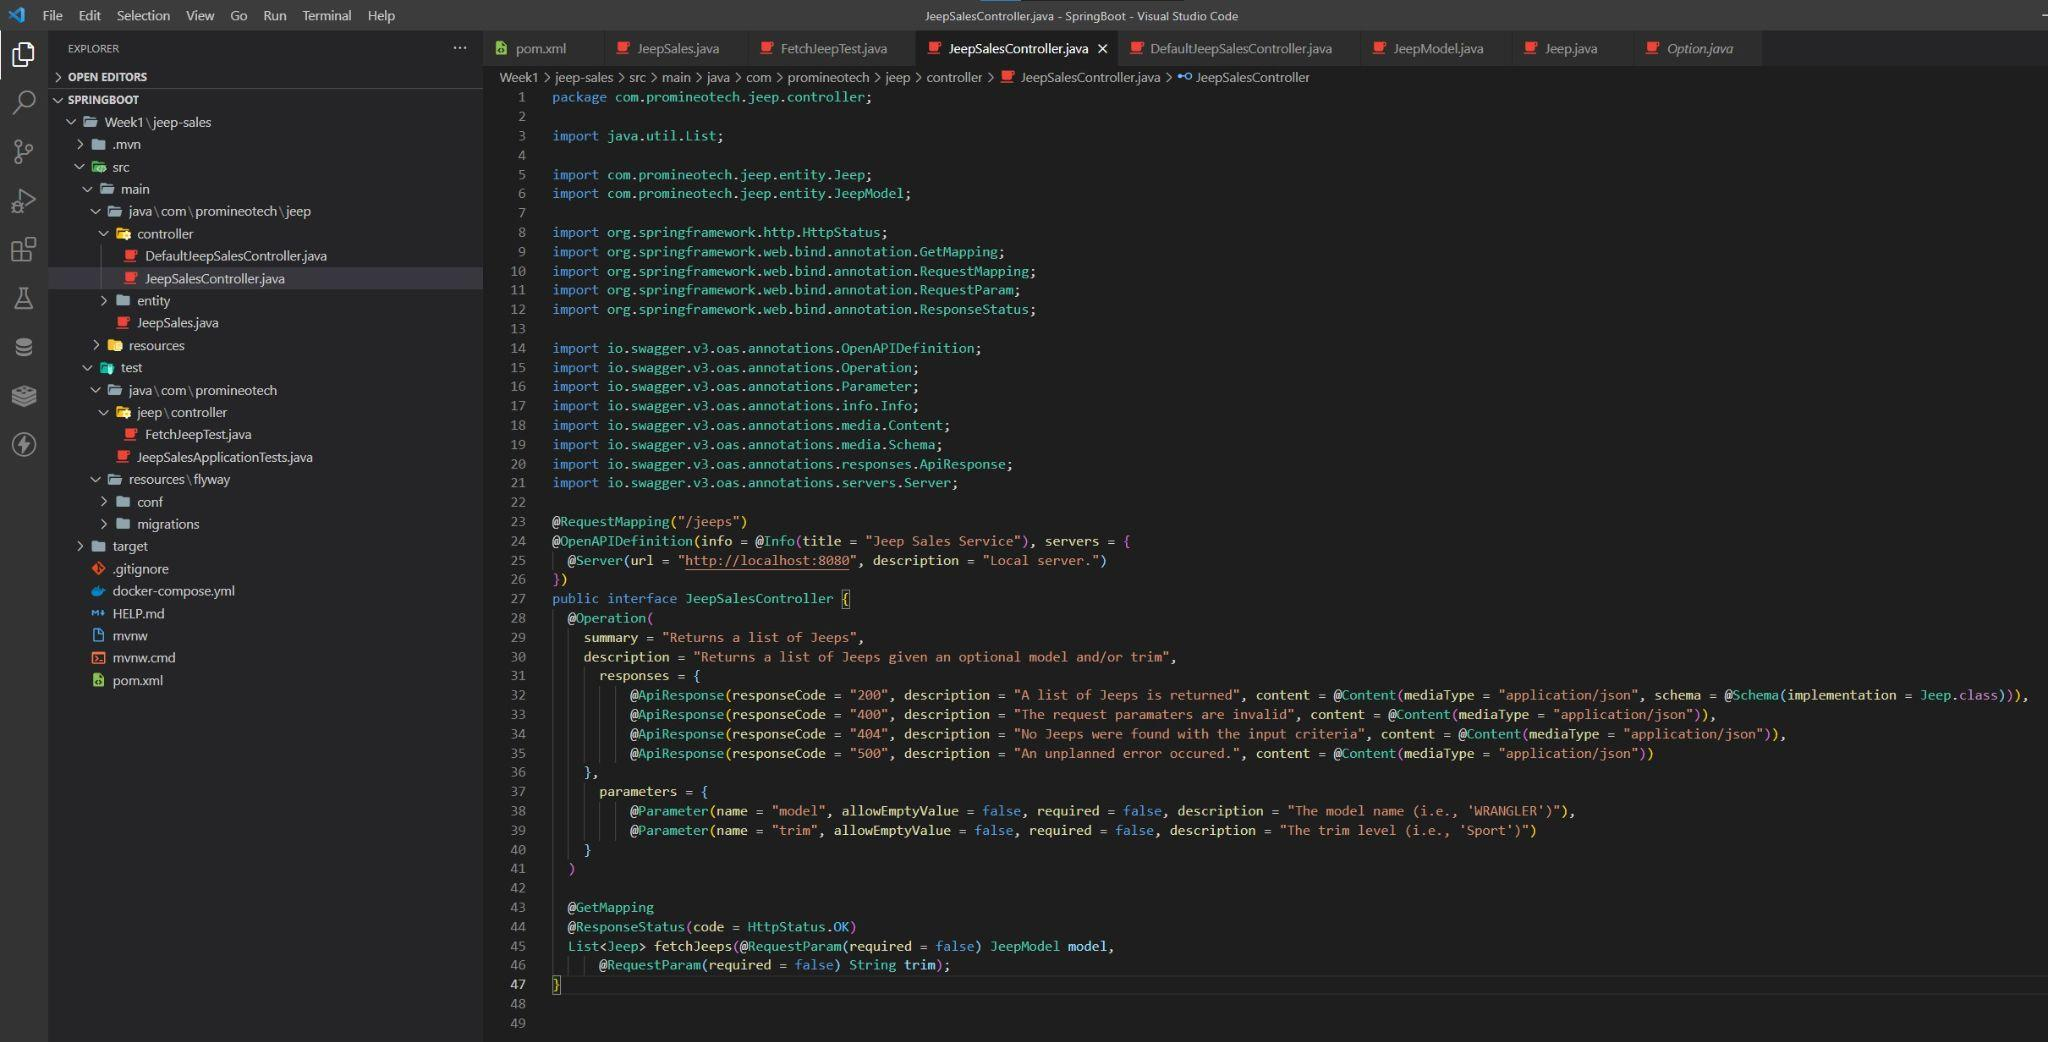 File Edit Selection View Go Run Terminal Help
JeepSalesController.java - SpringBoot - Visual Studio Code
EXPLORER
OPEN EDITORS
SPRINGBOOT
Week1\jeep-sales
.mvn
src
main
java\com\promineotech\jeep
controller
DefaultJeepSalesController.java
JeepSalesController.java
entity
JeepSales.java
resources
test
java\com\promineotech
jeep\controller
FetchJeepTest.java
JeepSalesApplicationTests.java
resources\flyway
conf
migrations
target
.gitignore
docker-compose.yml
HELP.md
mvnw
mvnw.cmd
pom.xml
pom.xml JeepSales.java FetchJeepTest.java JeepSalesController.java DefaultJeepSalesController.java JeepModel.java Jeep.java Option.java
Week1 > jeep-sales > src > main > java > com > promineotech > jeep > controller > JeepSalesController.java > JeepSalesController
1 package com.promineotech.jeep.controller;
2
3 import java.util.List;
4
5 import com.promineotech.jeep.entity.Jeep;
6 import com.promineotech.jeep.entity.JeepModel;
7
8 import org.springframework.http.HttpStatus;
9 import org.springframework.web.bind.annotation.GetMapping;
10 import org.springframework.web.bind.annotation.RequestMapping;
11 import org.springframework.web.bind.annotation.RequestParam;
12 import org.springframework.web.bind.annotation.ResponseStatus;
13
14 import io.swagger.v3.oas.annotations.OpenAPIDefinition;
15 import io.swagger.v3.oas.annotations.Operation;
16 import io.swagger.v3.oas.annotations.Parameter;
17 import io.swagger.v3.oas.annotations.info.Info;
18 import io.swagger.v3.oas.annotations.media.Content;
19 import io.swagger.v3.oas.annotations.media.Schema;
20 import io.swagger.v3.oas.annotations.responses.ApiResponse;
21 import io.swagger.v3.oas.annotations.servers.Server;
22
23 @RequestMapping("/jeeps")
24 @OpenAPIDefinition(info = @Info(title = "Jeep Sales Service"), servers = {
25 @Server(url = "http://localhost:8080", description = "Local server.")
26 })
27 public interface JeepSalesController {
28 @Operation(
29 summary = "Returns a list of Jeeps",
30 description = "Returns a list of Jeeps given an optional model and/or trim",
31 responses = {
32 @ApiResponse(responseCode = "200", description = "A list of Jeeps is returned", content = @Content(mediaType = "application/json", schema = @Schema(implementation = Jeep.class))),
33 @ApiResponse(responseCode = "400", description = "The request paramaters are invalid", content = @Content(mediaType = "application/json")),
34 @ApiResponse(responseCode = "404", description = "No Jeeps were found with the input criteria", content = @Content(mediaType = "application/json")),
35 @ApiResponse(responseCode = "500", description = "An unplanned error occured.", content = @Content(mediaType = "application/json"))
36 },
37 parameters = {
38 @Parameter(name = "model", allowEmptyValue = false, required = false, description = "The model name (i.e., 'WRANGLER')"),
39 @Parameter(name = "trim", allowEmptyValue = false, required = false, description = "The trim level (i.e., 'Sport')")
40 }
41 )
42
43 @GetMapping
44 @ResponseStatus(code = HttpStatus.OK)
45 List<Jeep> fetchJeeps(@RequestParam(required = false) JeepModel model,
46 @RequestParam(required = false) String trim);
47 }
48
49